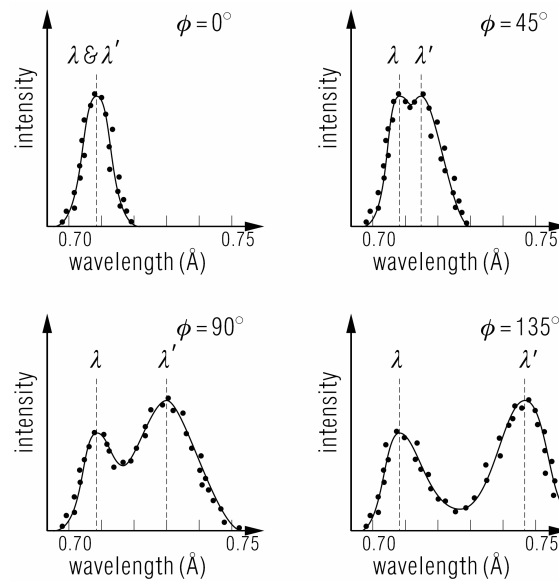 ϕ = 0°
λ & λ′
intensity
0.70 0.75
wavelength (Å)
ϕ = 45°
λ λ′
intensity
0.70 0.75
wavelength (Å)
ϕ = 90°
λ λ′
intensity
0.70 0.75
wavelength (Å)
ϕ = 135°
λ λ′
intensity
0.70 0.75
wavelength (Å)